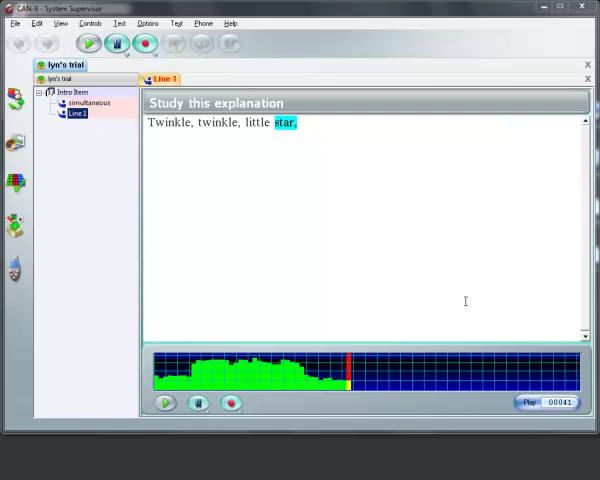 CAN-8 - System Supervisor
File Edit View Controls Test Options Text Phone Help
lyn's trial
lyn's trial
Line 1
Intro Item
simultaneous
Line 1
Study this explanation
Twinkle, twinkle, little star,
Play 00041